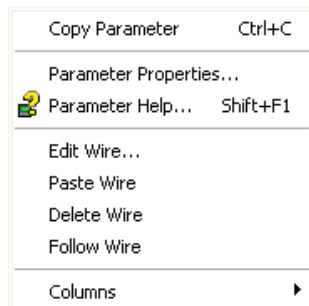 Copy Parameter Ctrl+C
Parameter Properties...
Parameter Help... Shift+F1
Edit Wire...
Paste Wire
Delete Wire
Follow Wire
Columns